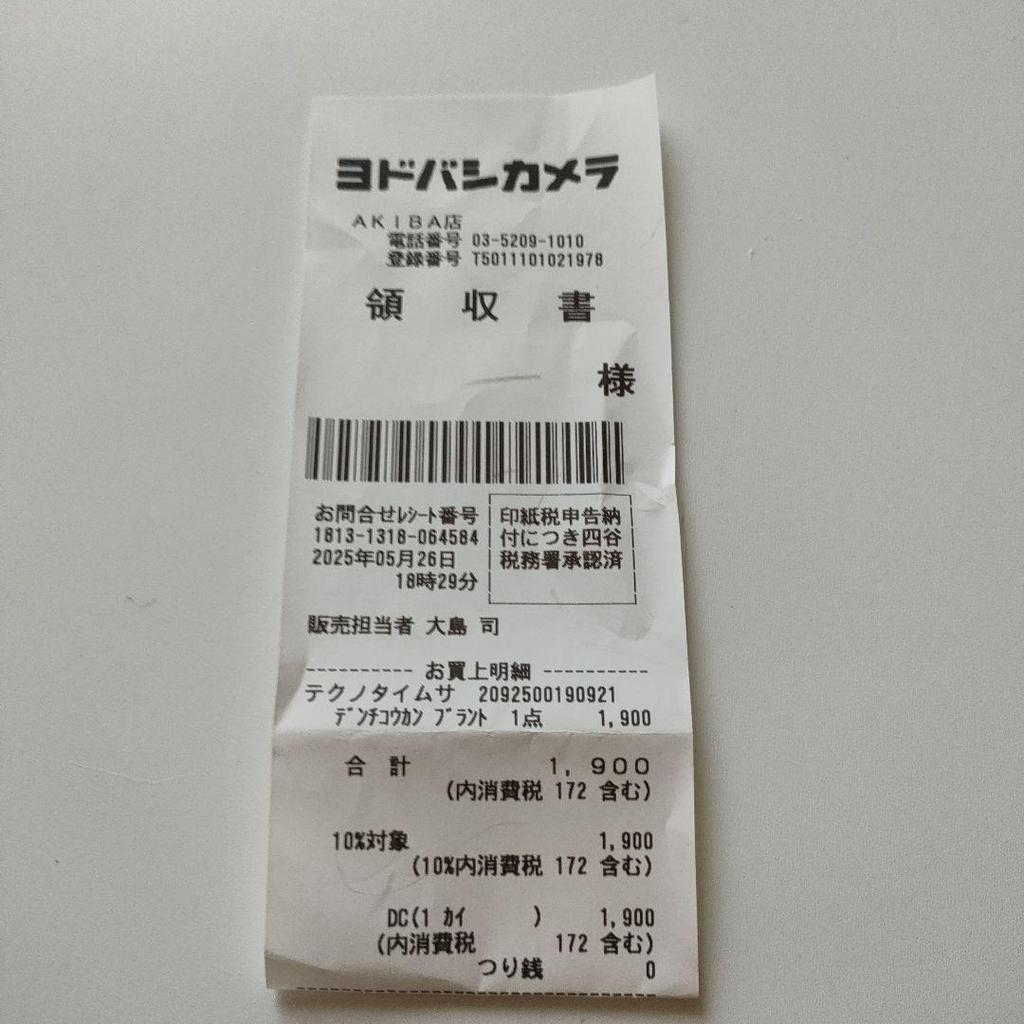 ヨドバシカメラ
AKIBA店
電話番号 03-5209-1010
登録番号 T5011101021978
領 収 書
様
お問合せﾚｼｰﾄ番号
1813-1318-064584
2025年05月26日
18時29分
印紙税申告納
付につき四谷
税務署承認済
販売担当者 大島 司
---------- お買上明細 ----------
テクノタイムサ 2092500190921
ﾃﾞﾝﾁｺｳｶﾝ ﾌﾞﾗﾝﾄ 1点 1,900
合 計 1,900
(内消費税 172 含む)
10%対象 1,900
(10%内消費税 172 含む)
DC(1 ｶｲ ) 1,900
(内消費税 172 含む)
つり銭 0